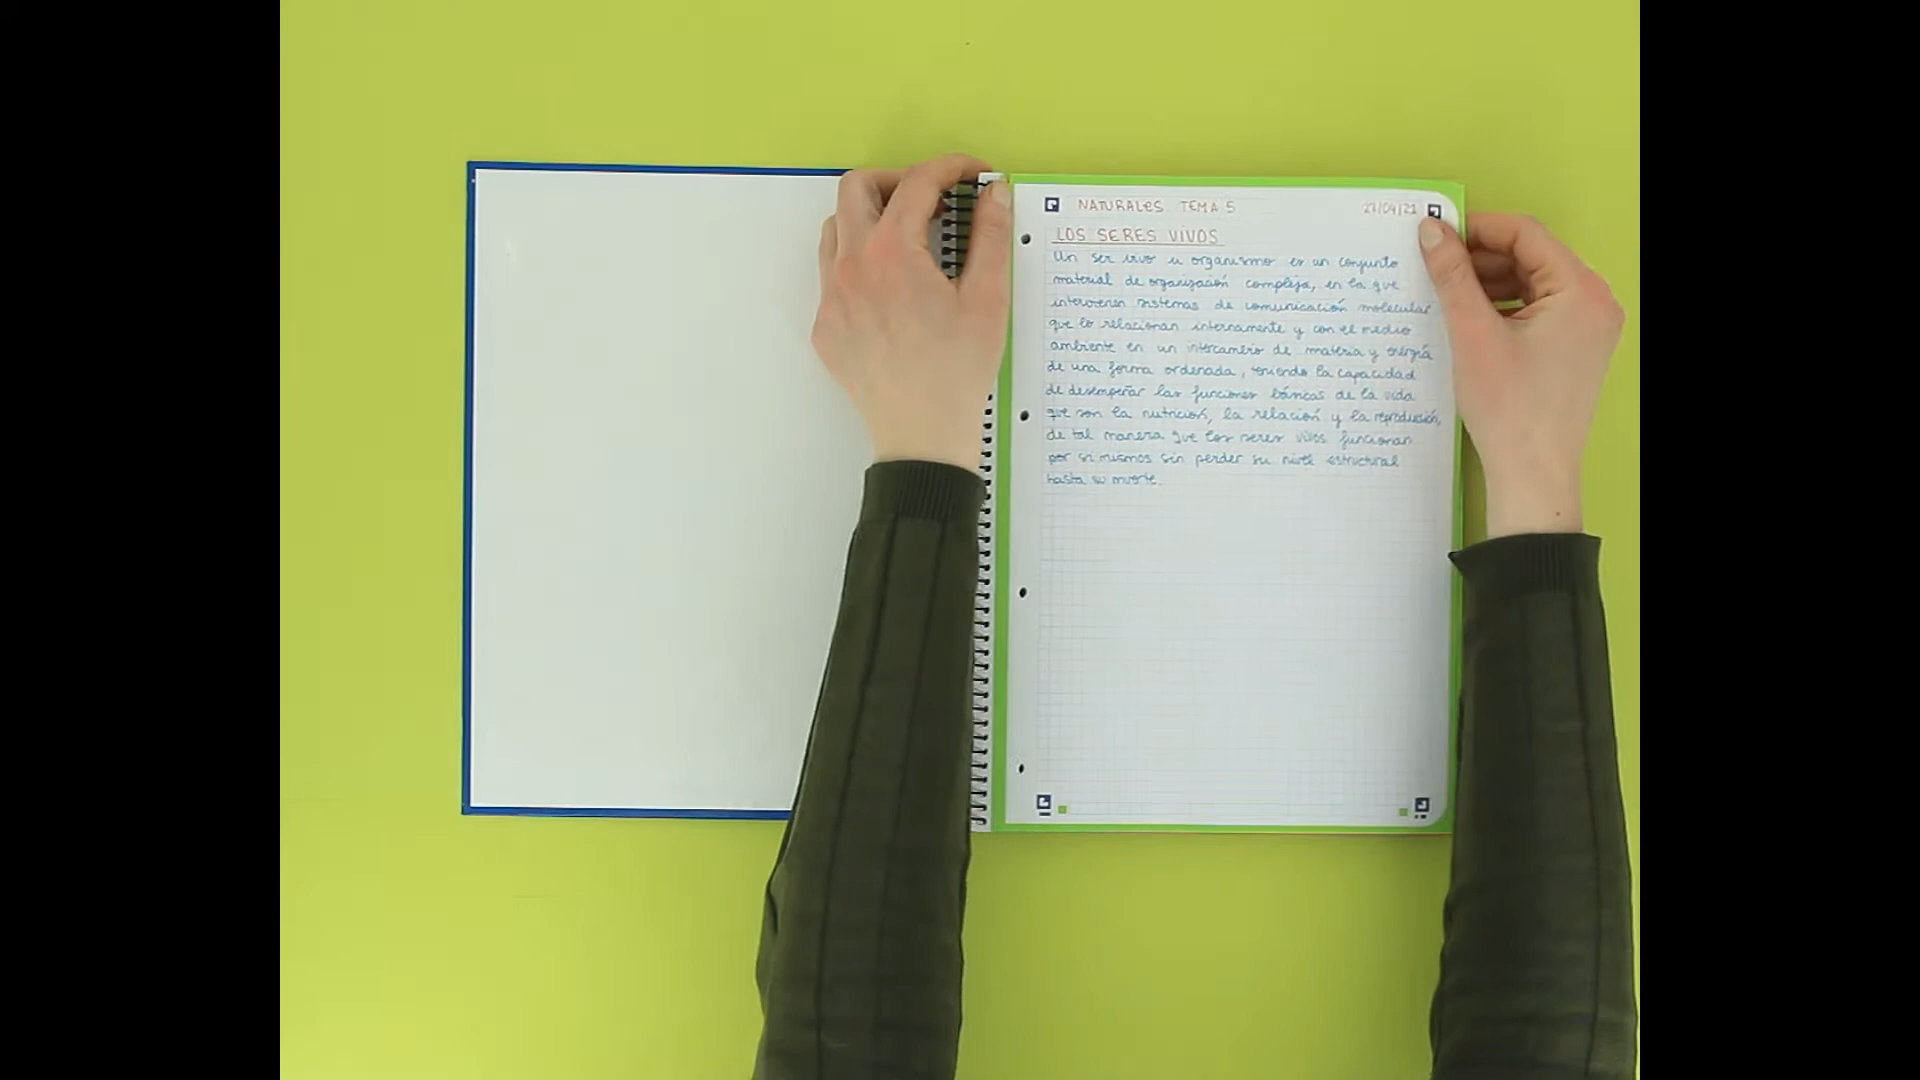 NATURALES TEMA 5 27/04/21
LOS SERES VIVOS
Un ser vivo u organismo es un conjunto
material de organización compleja, en la que
intervienen sistemas de comunicación molecular
que lo relacionan internamente y con el medio
ambiente en un intercambio de materia y energía
de una forma ordenada, teniendo la capacidad
de desempeñar las funciones básicas de la vida
que son la nutrición, la relación y la reproducción,
de tal manera que los seres vivos funcionan
por si mismos sin perder su nivel estructural
hasta su muerte.